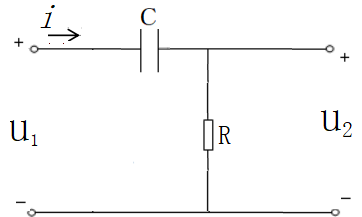 i
C
+
+
u₁
R
u₂
−
−